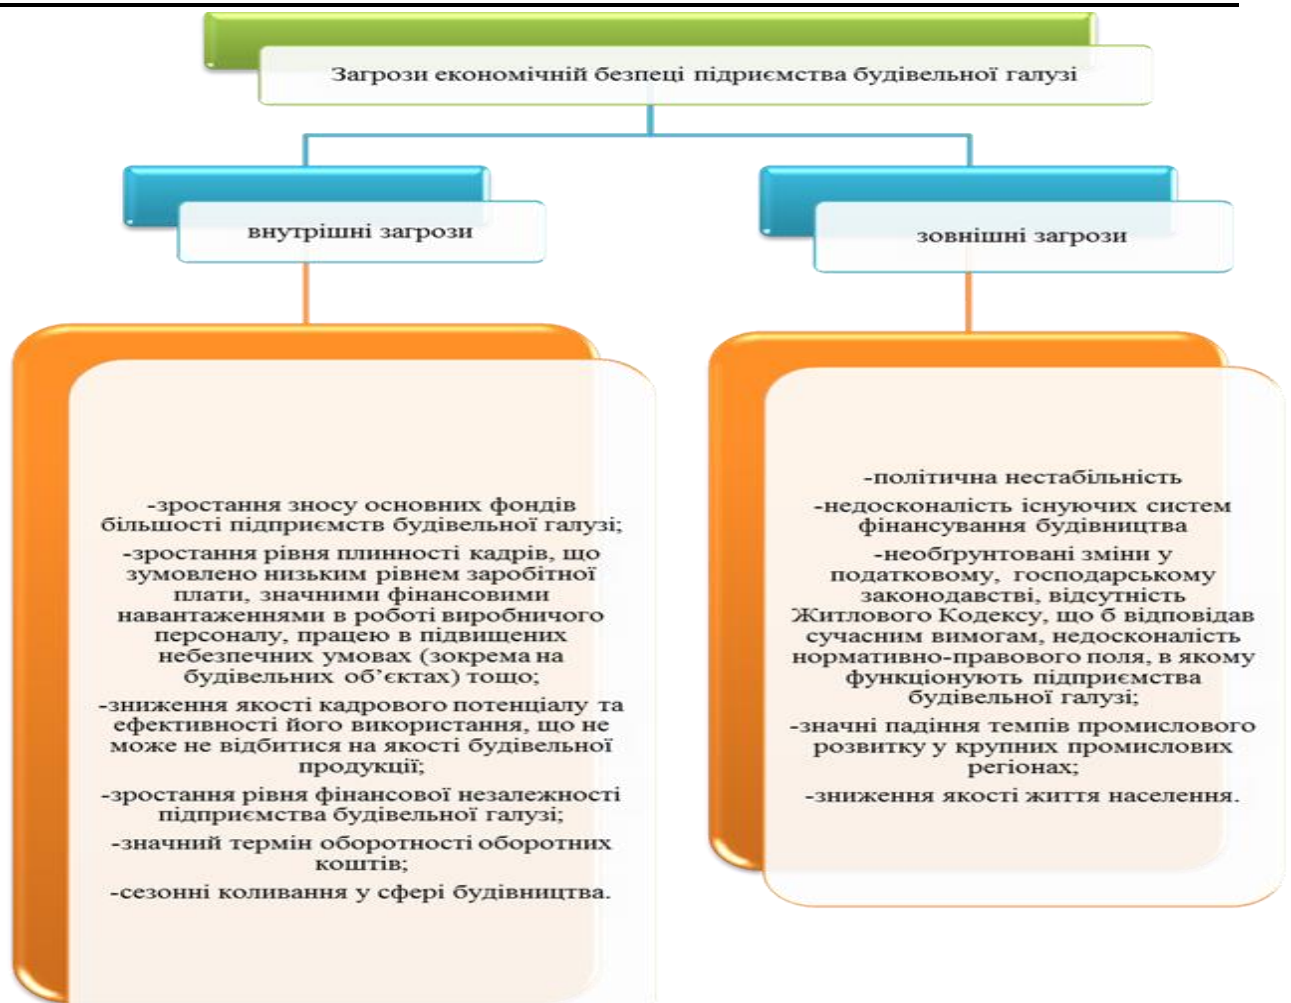 Загрози економічній безпеці підриємства будівельної галузі
внутрішні загрози
зовнішні загрози
-зростання зносу основних фондів
більшості підприємств будівельної галузі;
-зростання рівня плинності кадрів, що
зумовлено низьким рівнем заробітної
плати, значними фінансовими
навантаженнями в роботі виробничого
персоналу, працею в підвищених
небезпечних умовах (зокрема на
будівельних об’єктах) тощо;
-зниження якості кадрового потенціалу та
ефективності його використання, що не
може не відбитися на якості будівельної
продукції;
-зростання рівня фінансової незалежності
підприємства будівельної галузі;
-значний термін оборотності оборотних
коштів;
-сезонні коливання у сфері будівництва.
-політична нестабільність
-недосконалість існуючих систем
фінансування будівництва
-необґрунтовані зміни у
податковому, господарському
законодавстві, відсутність
Житлового Кодексу, що б відповідав
сучасним вимогам, недосконалість
нормативно-правового поля, в якому
функціонують підприємства
будівельної галузі;
-значні падіння темпів промислового
розвитку у крупних промислових
регіонах;
-зниження якості життя населення.